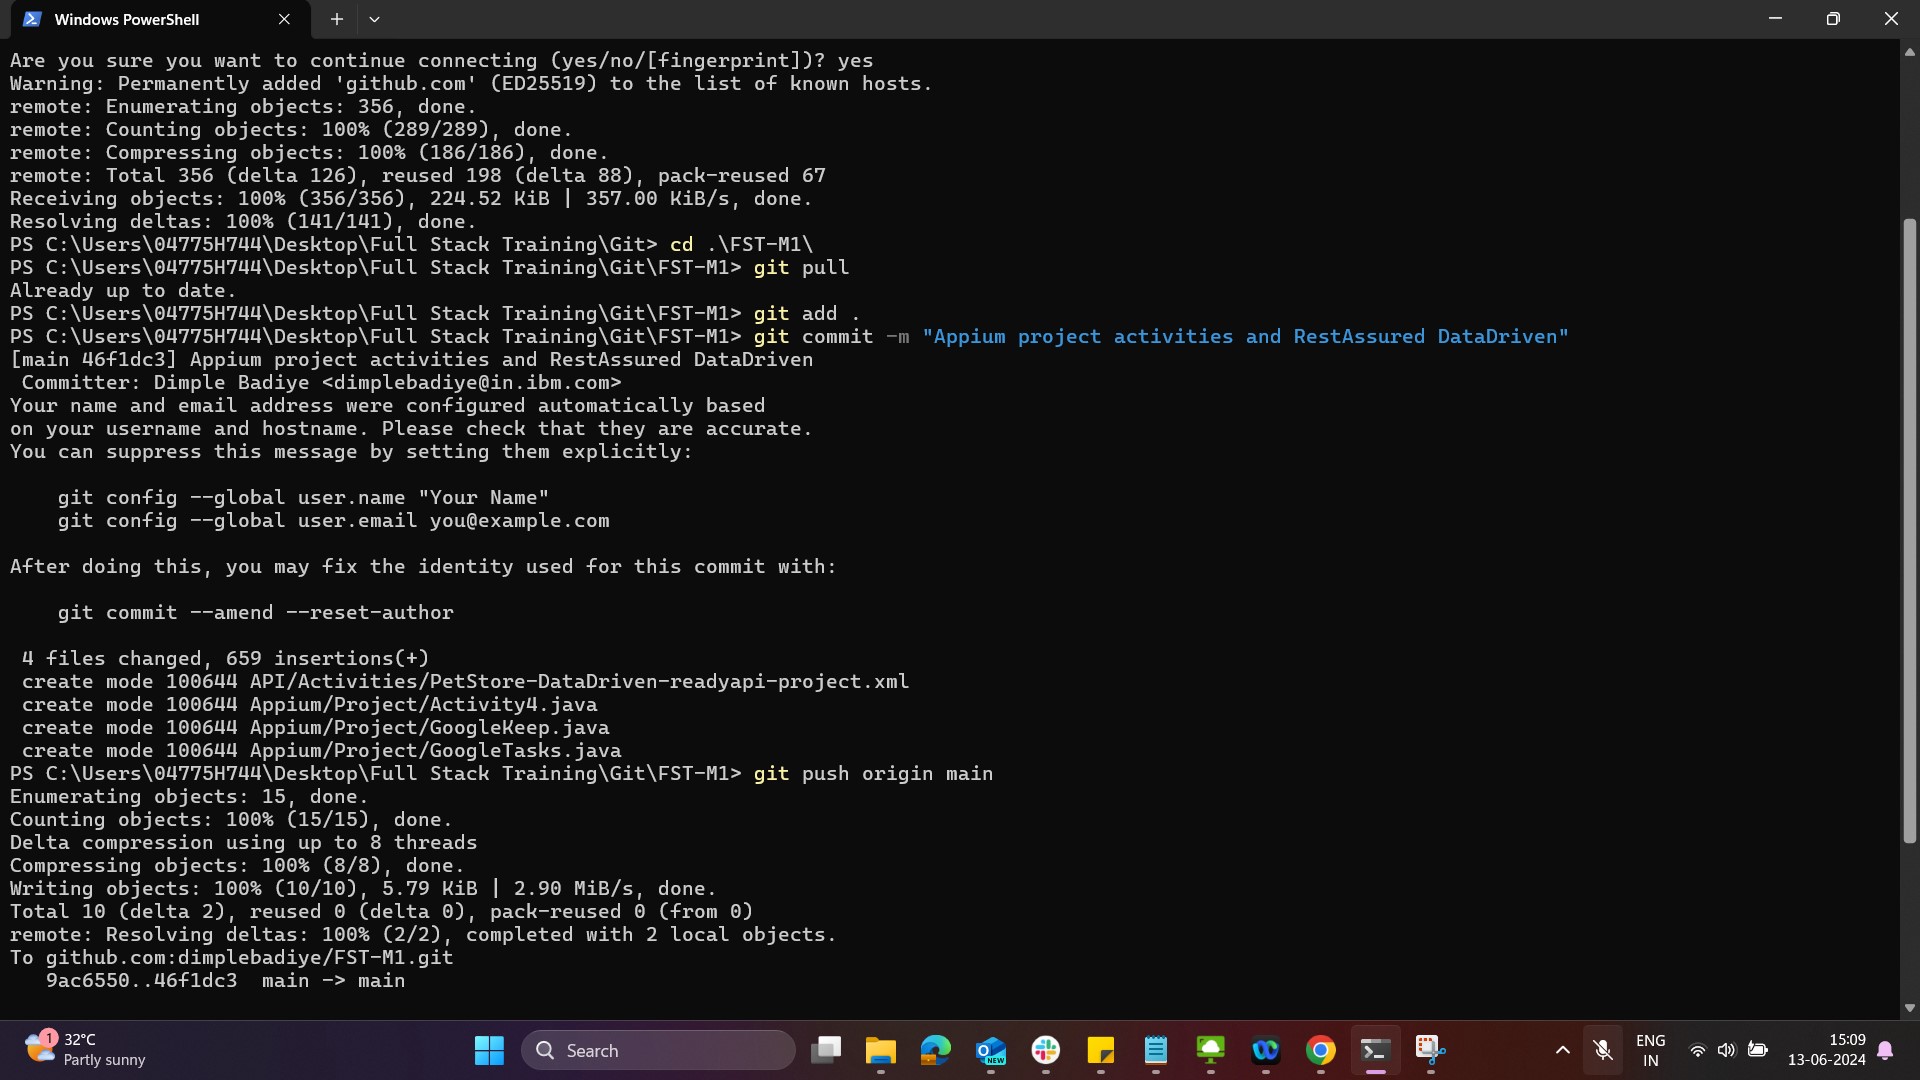 Windows PowerShell
Are you sure you want to continue connecting (yes/no/[fingerprint])? yes
Warning: Permanently added 'github.com' (ED25519) to the list of known hosts.
remote: Enumerating objects: 356, done.
remote: Counting objects: 100% (289/289), done.
remote: Compressing objects: 100% (186/186), done.
remote: Total 356 (delta 126), reused 198 (delta 88), pack-reused 67
Receiving objects: 100% (356/356), 224.52 KiB | 357.00 KiB/s, done.
Resolving deltas: 100% (141/141), done.
PS C:\Users\04775H744\Desktop\Full Stack Training\Git> cd .\FST-M1\
PS C:\Users\04775H744\Desktop\Full Stack Training\Git\FST-M1> git pull
Already up to date.
PS C:\Users\04775H744\Desktop\Full Stack Training\Git\FST-M1> git add .
PS C:\Users\04775H744\Desktop\Full Stack Training\Git\FST-M1> git commit -m "Appium project activities and RestAssured DataDriven"
[main 46f1dc3] Appium project activities and RestAssured DataDriven
 Committer: Dimple Badiye <dimplebadiye@in.ibm.com>
Your name and email address were configured automatically based
on your username and hostname. Please check that they are accurate.
You can suppress this message by setting them explicitly:
    git config --global user.name "Your Name"
    git config --global user.email you@example.com
After doing this, you may fix the identity used for this commit with:
    git commit --amend --reset-author
 4 files changed, 659 insertions(+)
 create mode 100644 API/Activities/PetStore-DataDriven-readyapi-project.xml
 create mode 100644 Appium/Project/Activity4.java
 create mode 100644 Appium/Project/GoogleKeep.java
 create mode 100644 Appium/Project/GoogleTasks.java
PS C:\Users\04775H744\Desktop\Full Stack Training\Git\FST-M1> git push origin main
Enumerating objects: 15, done.
Counting objects: 100% (15/15), done.
Delta compression using up to 8 threads
Compressing objects: 100% (8/8), done.
Writing objects: 100% (10/10), 5.79 KiB | 2.90 MiB/s, done.
Total 10 (delta 2), reused 0 (delta 0), pack-reused 0 (from 0)
remote: Resolving deltas: 100% (2/2), completed with 2 local objects.
To github.com:dimplebadiye/FST-M1.git
   9ac6550..46f1dc3  main -> main
1
32°C
Partly sunny
Search
NEW
ENG
IN
15:09
13-06-2024